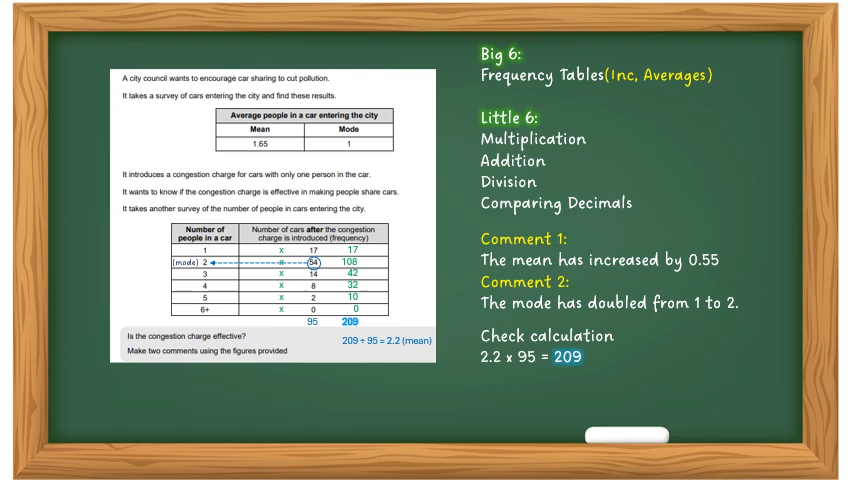 A city council wants to encourage car sharing to cut pollution.
It takes a survey of cars entering the city and find these results.
Average people in a car entering the city
Mean Mode
1.65 1
It introduces a congestion charge for cars with only one person in the car.
It wants to know if the congestion charge is effective in making people share cars.
It takes another survey of the number of people in cars entering the city.
Number of people in a car
Number of cars after the congestion charge is introduced (frequency)
1 x 17 17
(mode) 2 x 54 108
3 x 14 42
4 x 8 32
5 x 2 10
6+ x 0 0
95 209
Is the congestion charge effective?
209 ÷ 95 = 2.2 (mean)
Make two comments using the figures provided
Big 6:
Frequency Tables(Inc, Averages)
Little 6:
Multiplication
Addition
Division
Comparing Decimals
Comment 1:
The mean has increased by 0.55
Comment 2:
The mode has doubled from 1 to 2.
Check calculation
2.2 x 95 = 209